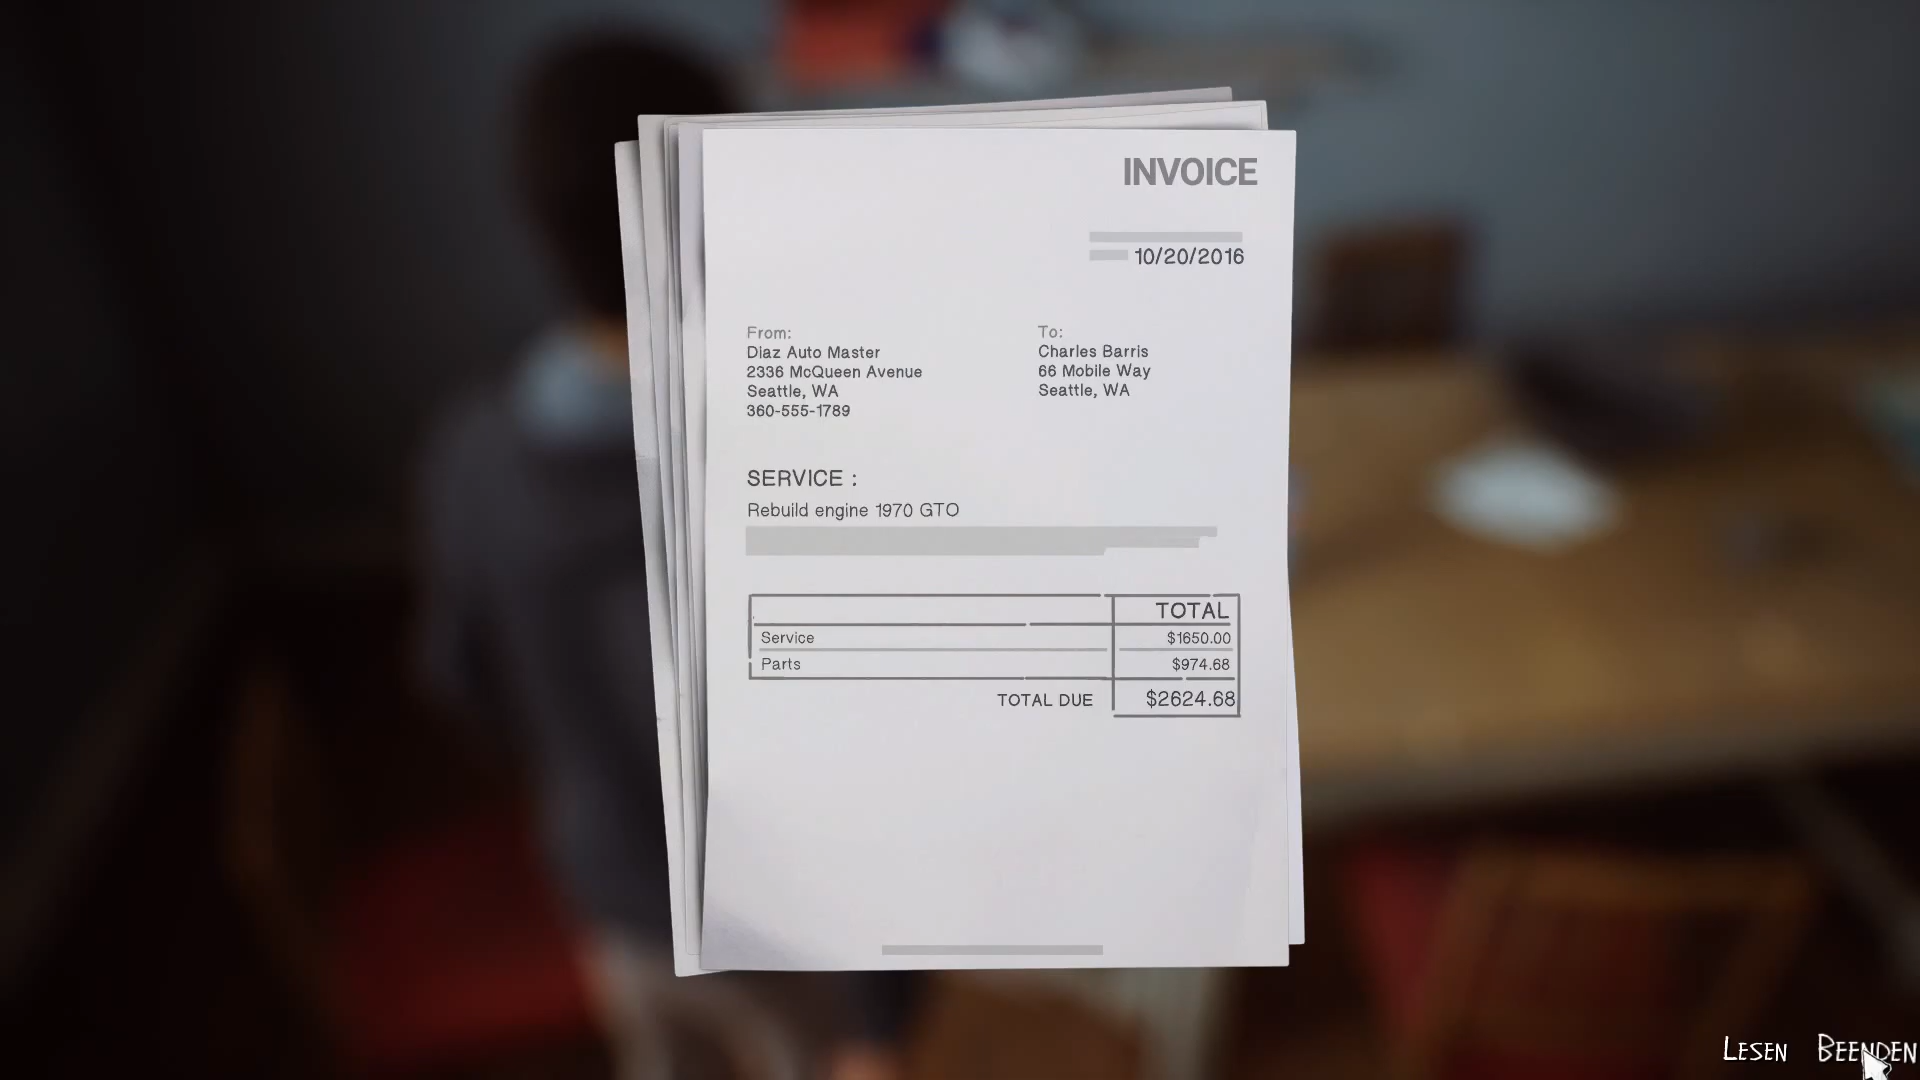 INVOICE
10/20/2016
From:
Diaz Auto Master
2336 McQueen Avenue
Seattle, WA
360-555-1789
To:
Charles Barris
66 Mobile Way
Seattle, WA
SERVICE :
Rebuild engine 1970 GTO
TOTAL
Service $1650.00
Parts $974.68
TOTAL DUE $2624.68
LESEN BEENDEN